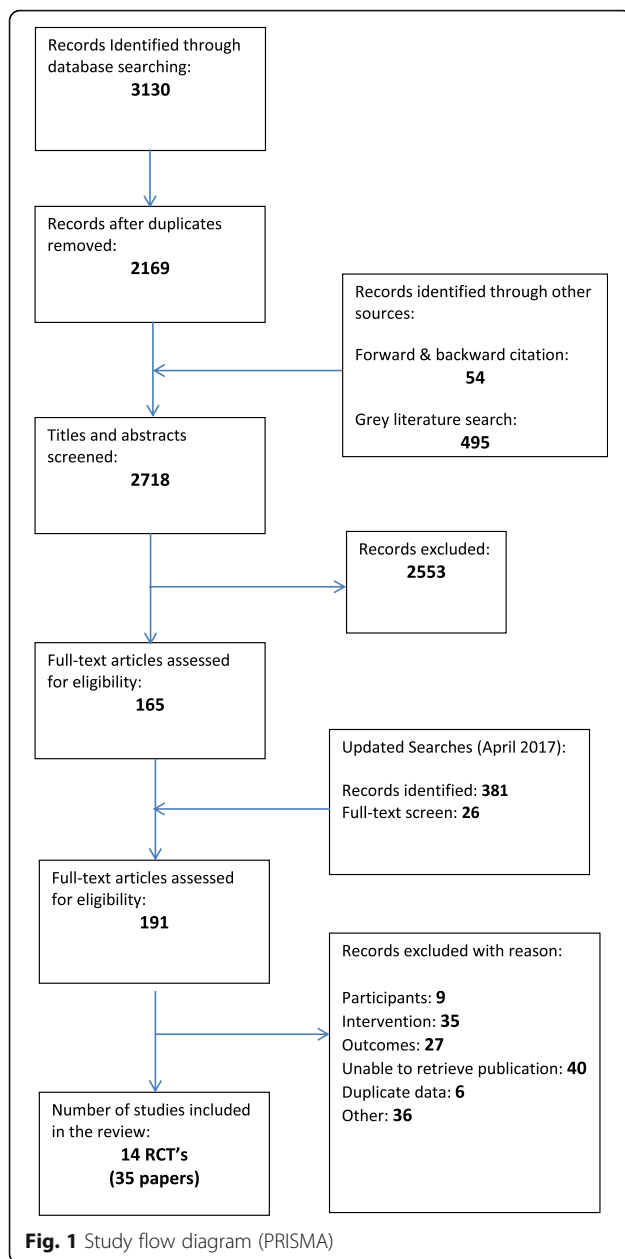 Records Identified through
database searching:
3130
Records after duplicates
removed:
2169
Records identified through other
sources:
Forward & backward citation:
54
Grey literature search:
495
Titles and abstracts
screened:
2718
Records excluded:
2553
Full-text articles assessed
for eligibility:
165
Updated Searches (April 2017):
Records identified: 381
Full-text screen: 26
Full-text articles assessed
for eligibility:
191
Records excluded with reason:
Participants: 9
Intervention: 35
Outcomes: 27
Unable to retrieve publication: 40
Duplicate data: 6
Other: 36
Number of studies included
in the review:
14 RCT's
(35 papers)
Fig. 1 Study flow diagram (PRISMA)